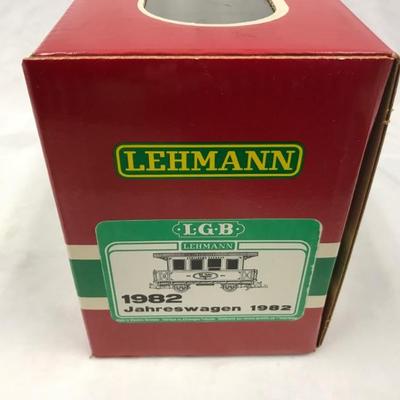 LEHMANN
L·G·B
LEHMANN
1982
Jahreswagen 1982